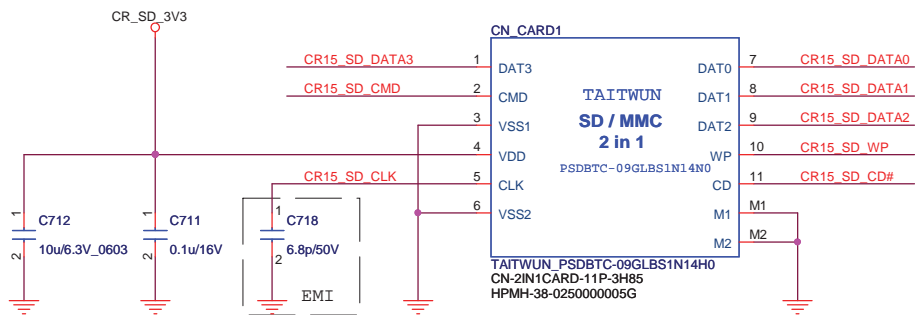 CR_SD_3V3
CN_CARD1
CR15_SD_DATA3 1 DAT3 DAT0 7 CR15_SD_DATA0
CR15_SD_CMD 2 CMD TAITWUN DAT1 8 CR15_SD_DATA1
3 VSS1 SD / MMC DAT2 9 CR15_SD_DATA2
2 in 1
4 VDD WP 10 CR15_SD_WP
PSDBTC-09GLBS1N14N0
CR15_SD_CLK 5 CLK CD 11 CR15_SD_CD#
6 VSS2 M1 M1
M2 M2
1 C712 1 C711 1 C718
10u/6.3V_0603 0.1u/16V 6.8p/50V
2 2 2
EMI
TAITWUN_PSDBTC-09GLBS1N14H0
CN-2IN1CARD-11P-3H85
HPMH-38-0250000005G